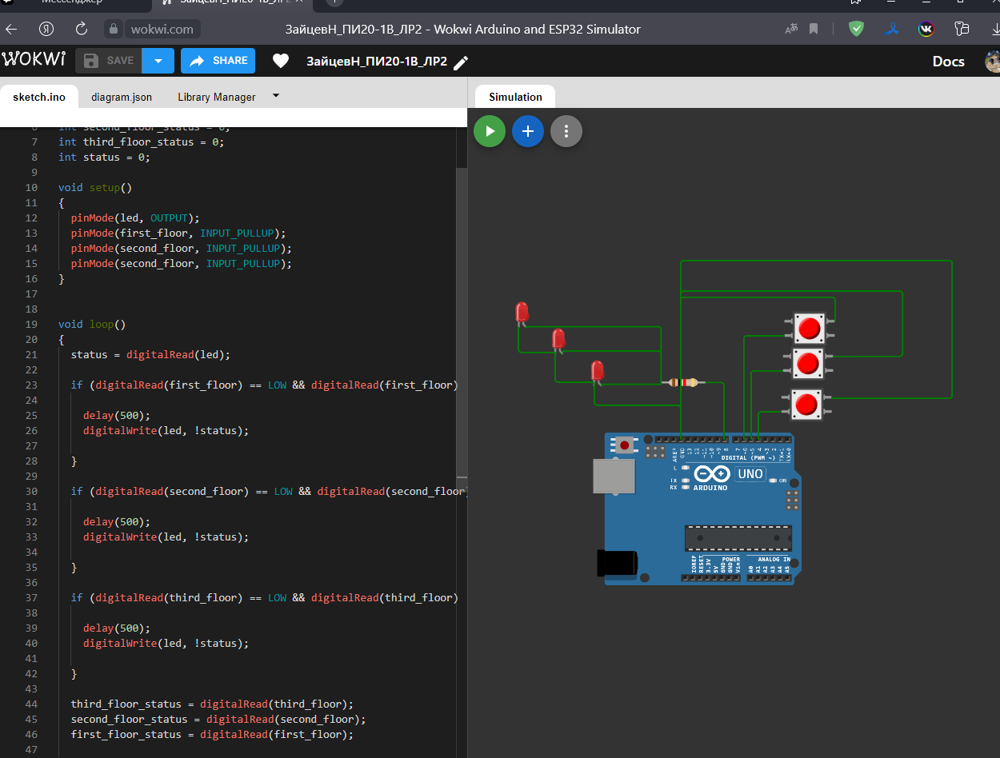 Мессенджер
ЗайцевН_ПИ20-1В_ЛР2
wokwi.com
ЗайцевН_ПИ20-1В_ЛР2 - Wokwi Arduino and ESP32 Simulator
WOKWI
SAVE
SHARE
ЗайцевН_ПИ20-1В_ЛР2
Docs
sketch.ino
diagram.json
Library Manager
Simulation
6 int second_floor_status = 0;
7 int third_floor_status = 0;
8 int status = 0;
9
10 void setup()
11 {
12 pinMode(led, OUTPUT);
13 pinMode(first_floor, INPUT_PULLUP);
14 pinMode(second_floor, INPUT_PULLUP);
15 pinMode(second_floor, INPUT_PULLUP);
16 }
17
18
19 void loop()
20 {
21 status = digitalRead(led);
22
23 if (digitalRead(first_floor) == LOW && digitalRead(first_floor)
24
25 delay(500);
26 digitalWrite(led, !status);
27
28 }
29
30 if (digitalRead(second_floor) == LOW && digitalRead(second_floor)
31
32 delay(500);
33 digitalWrite(led, !status);
34
35 }
36
37 if (digitalRead(third_floor) == LOW && digitalRead(third_floor)
38
39 delay(500);
40 digitalWrite(led, !status);
41
42 }
43
44 third_floor_status = digitalRead(third_floor);
45 second_floor_status = digitalRead(second_floor);
46 first_floor_status = digitalRead(first_floor);
47
AREF
GND
13
12
~11
~10
~9
8
7
~6
~5
4
~3
2
TX→1
RX←0
DIGITAL (PWM ~)
L
TX
RX
UNO
ARDUINO
ON
POWER
ANALOG IN
IOREF
RESET
3.3V
5V
GND
GND
Vin
A0
A1
A2
A3
A4
A5